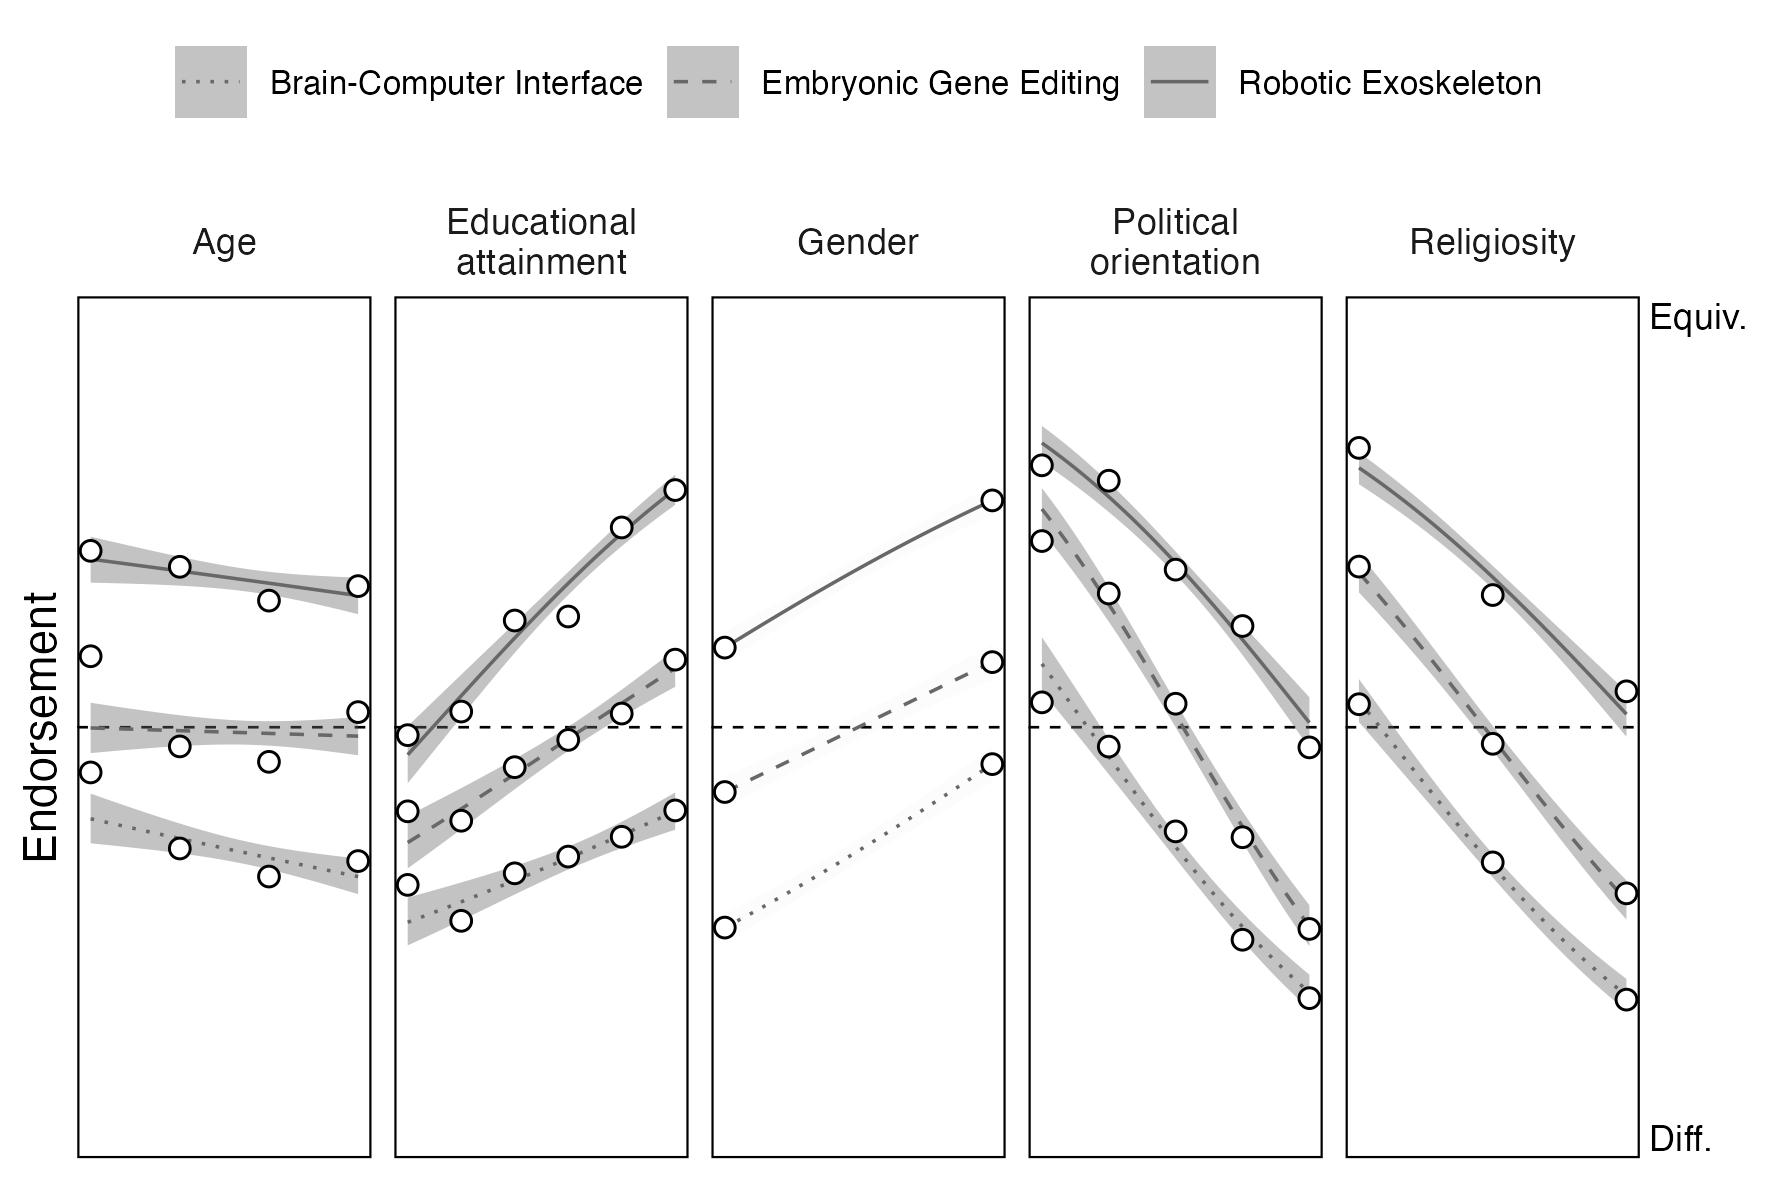 Brain-Computer Interface Embryonic Gene Editing Robotic Exoskeleton
Age
Educational
attainment
Gender
Political
orientation
Religiosity
Equiv.
Endorsement
Diff.